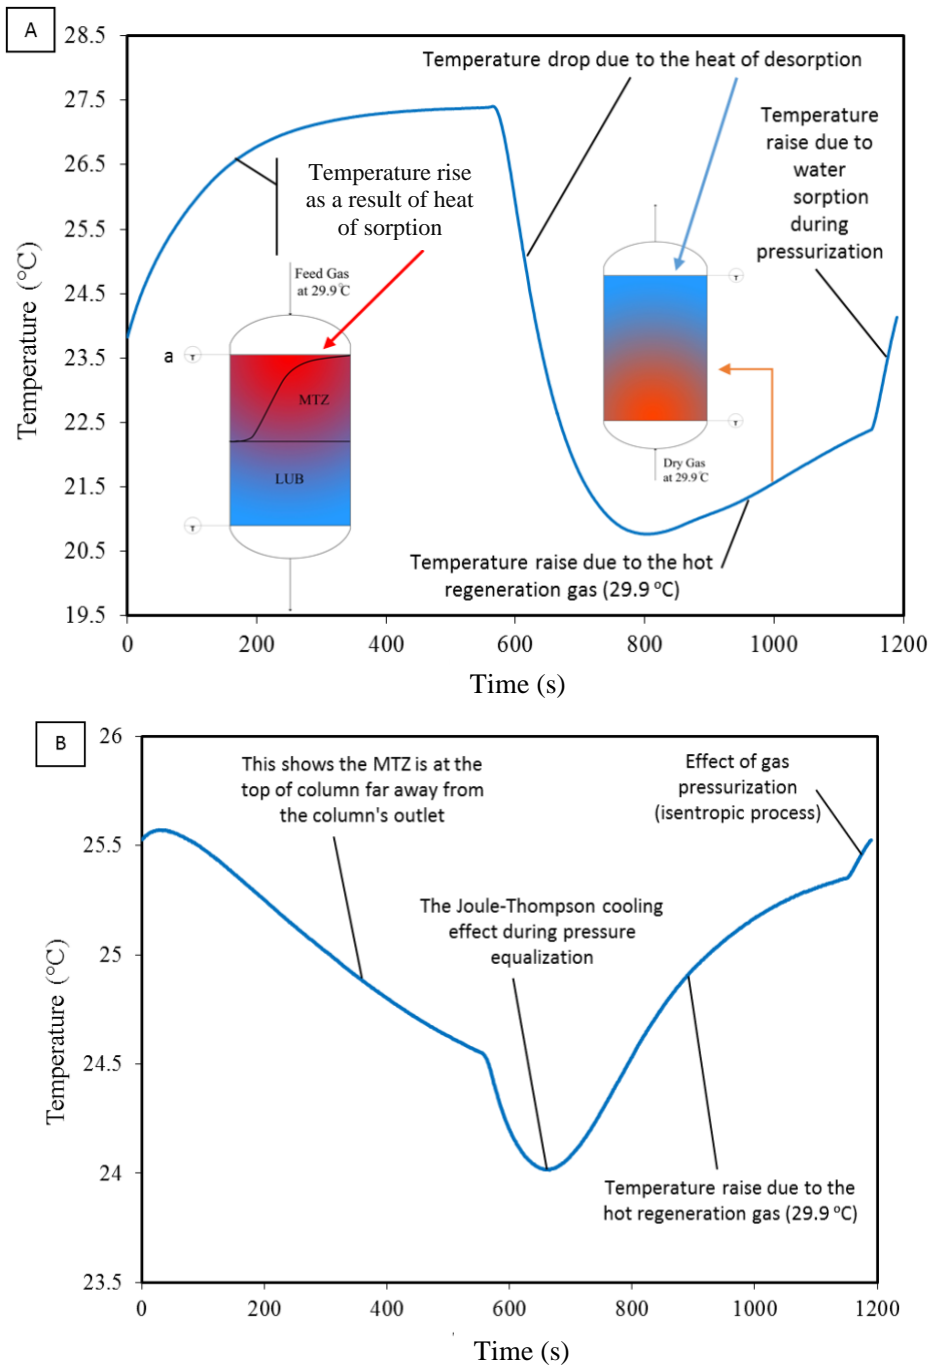 A
28.5
27.5
26.5
25.5
24.5
23.5
22.5
21.5
20.5
19.5
Temperature (°C)
Temperature drop due to the heat of desorption
Temperature
raise due to
water
sorption
during
pressurization
Temperature rise
as a result of heat
of sorption
Feed Gas
at 29.9°C
a
T
MTZ
LUB
T
T
T
Dry Gas
at 29.9°C
Temperature raise due to the hot
regeneration gas (29.9 °C)
0
200
400
600
800
1000
1200
Time (s)
B
26
25.5
25
24.5
24
23.5
Temperature (°C)
This shows the MTZ is at the
top of column far away from
the column's outlet
Effect of gas
pressurization
(isentropic process)
The Joule-Thompson cooling
effect during pressure
equalization
Temperature raise due to the
hot regeneration gas (29.9 °C)
0
200
400
600
800
1000
1200
Time (s)